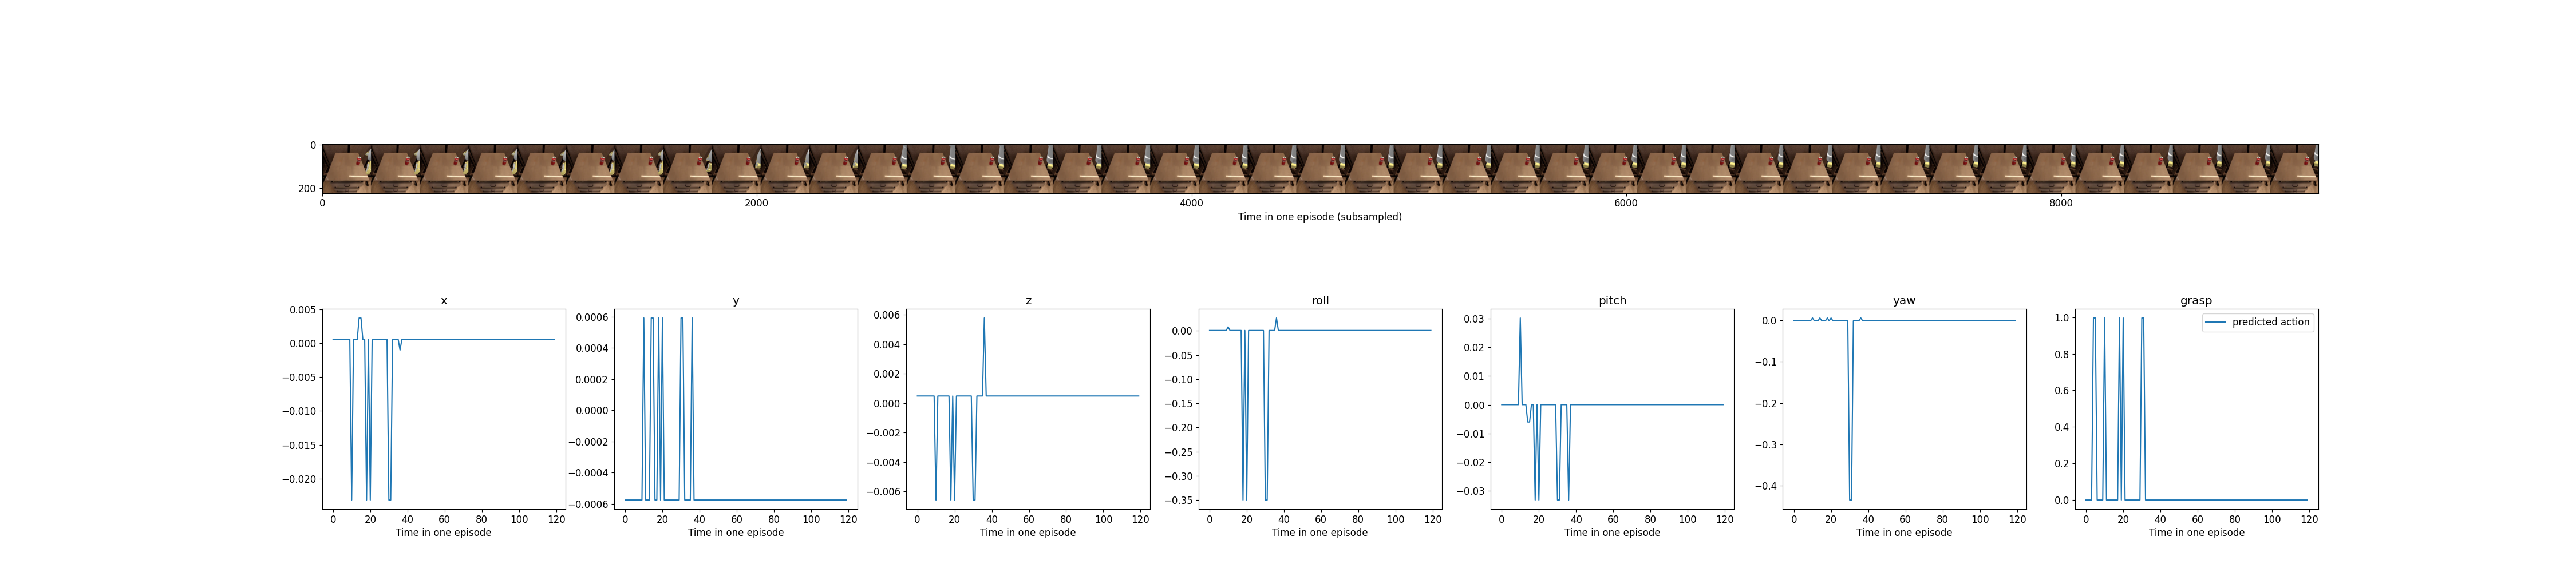 0
200
0 2000 4000 6000 8000
Time in one episode (subsampled)
x
0.005
0.000
−0.005
−0.010
−0.015
−0.020
0 20 40 60 80 100 120
Time in one episode
y
0.0006
0.0004
0.0002
0.0000
−0.0002
−0.0004
−0.0006
0 20 40 60 80 100 120
Time in one episode
z
0.006
0.004
0.002
0.000
−0.002
−0.004
−0.006
0 20 40 60 80 100 120
Time in one episode
roll
0.00
−0.05
−0.10
−0.15
−0.20
−0.25
−0.30
−0.35
0 20 40 60 80 100 120
Time in one episode
pitch
0.03
0.02
0.01
0.00
−0.01
−0.02
−0.03
0 20 40 60 80 100 120
Time in one episode
yaw
0.0
−0.1
−0.2
−0.3
−0.4
0 20 40 60 80 100 120
Time in one episode
grasp
predicted action
1.0
0.8
0.6
0.4
0.2
0.0
0 20 40 60 80 100 120
Time in one episode